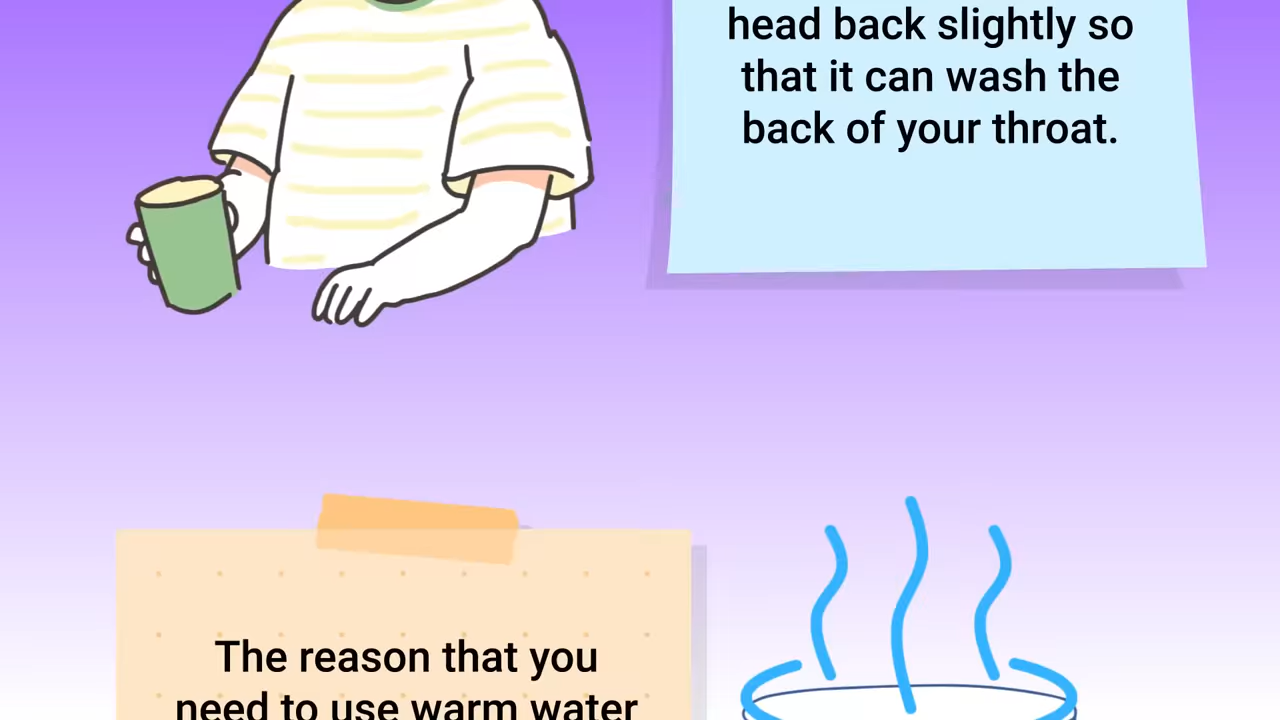 head back slightly so
that it can wash the
back of your throat.
The reason that you
need to use warm water